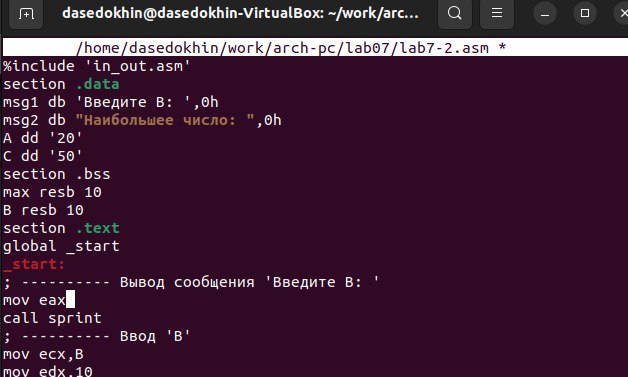 dasedokhin@dasedokhin-VirtualBox: ~/work/arc...
/home/dasedokhin/work/arch-pc/lab07/lab7-2.asm *
%include 'in_out.asm'
section .data
msg1 db 'Введите B: ',0h
msg2 db "Наибольшее число: ",0h
A dd '20'
C dd '50'
section .bss
max resb 10
B resb 10
section .text
global _start
_start:
; ---------- Вывод сообщения 'Введите B: '
mov eax
call sprint
; ---------- Ввод 'B'
mov ecx,B
mov edx,10